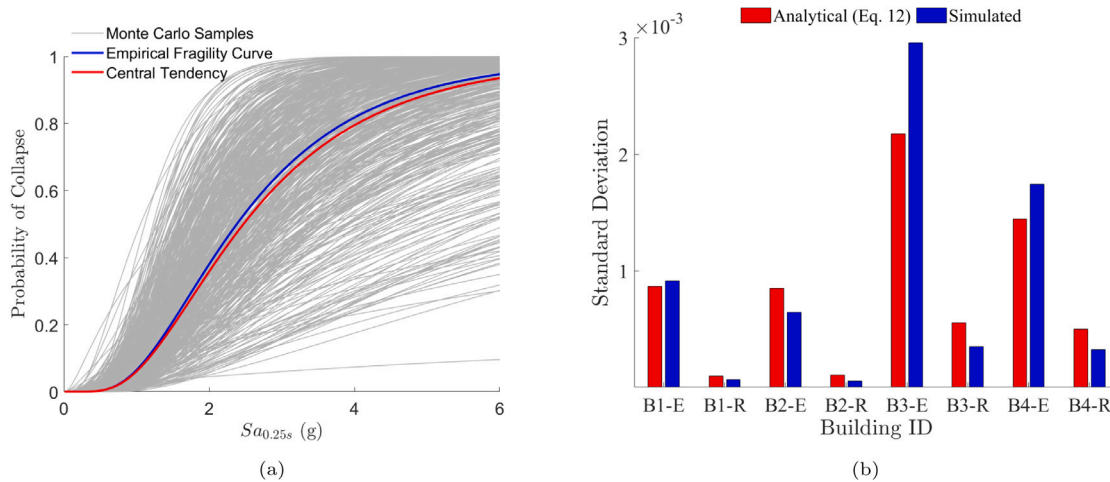 Monte Carlo Samples
Empirical Fragility Curve
Central Tendency
Probability of Collapse
1
0.8
0.6
0.4
0.2
0
0 2 4 6
Sa0.25s (g)
(a)
Analytical (Eq. 12) Simulated
×10-3
Standard Deviation
3
1
B1-E B1-R B2-E B2-R B3-E B3-R B4-E B4-R
Building ID
(b)